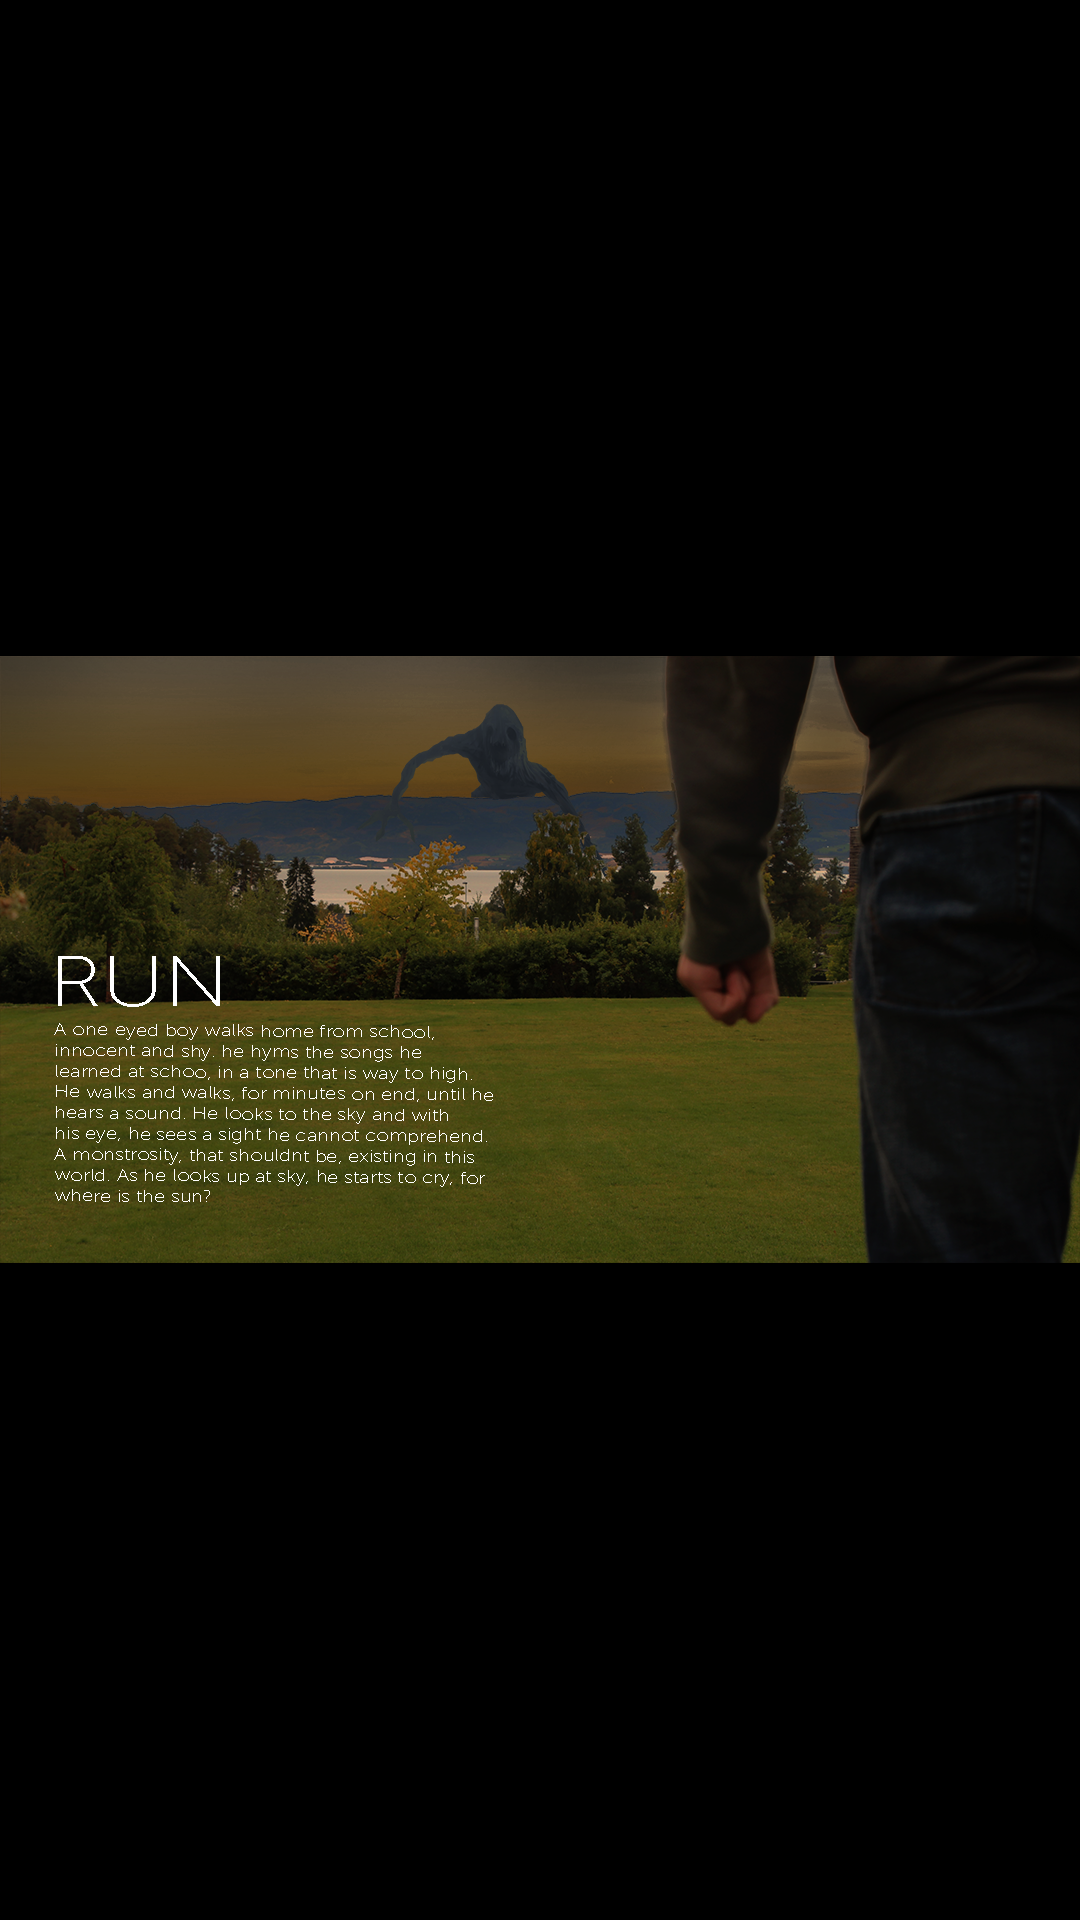 RUN
A one eyed boy walks home from school,
innocent and shy. he hyms the songs he
learned at schoo, in a tone that is way to high.
He walks and walks, for minutes on end, until he
hears a sound. He looks to the sky and with
his eye, he sees a sight he cannot comprehend.
A monstrosity, that shouldnt be, existing in this
world. As he looks up at sky, he starts to cry, for
where is the sun?